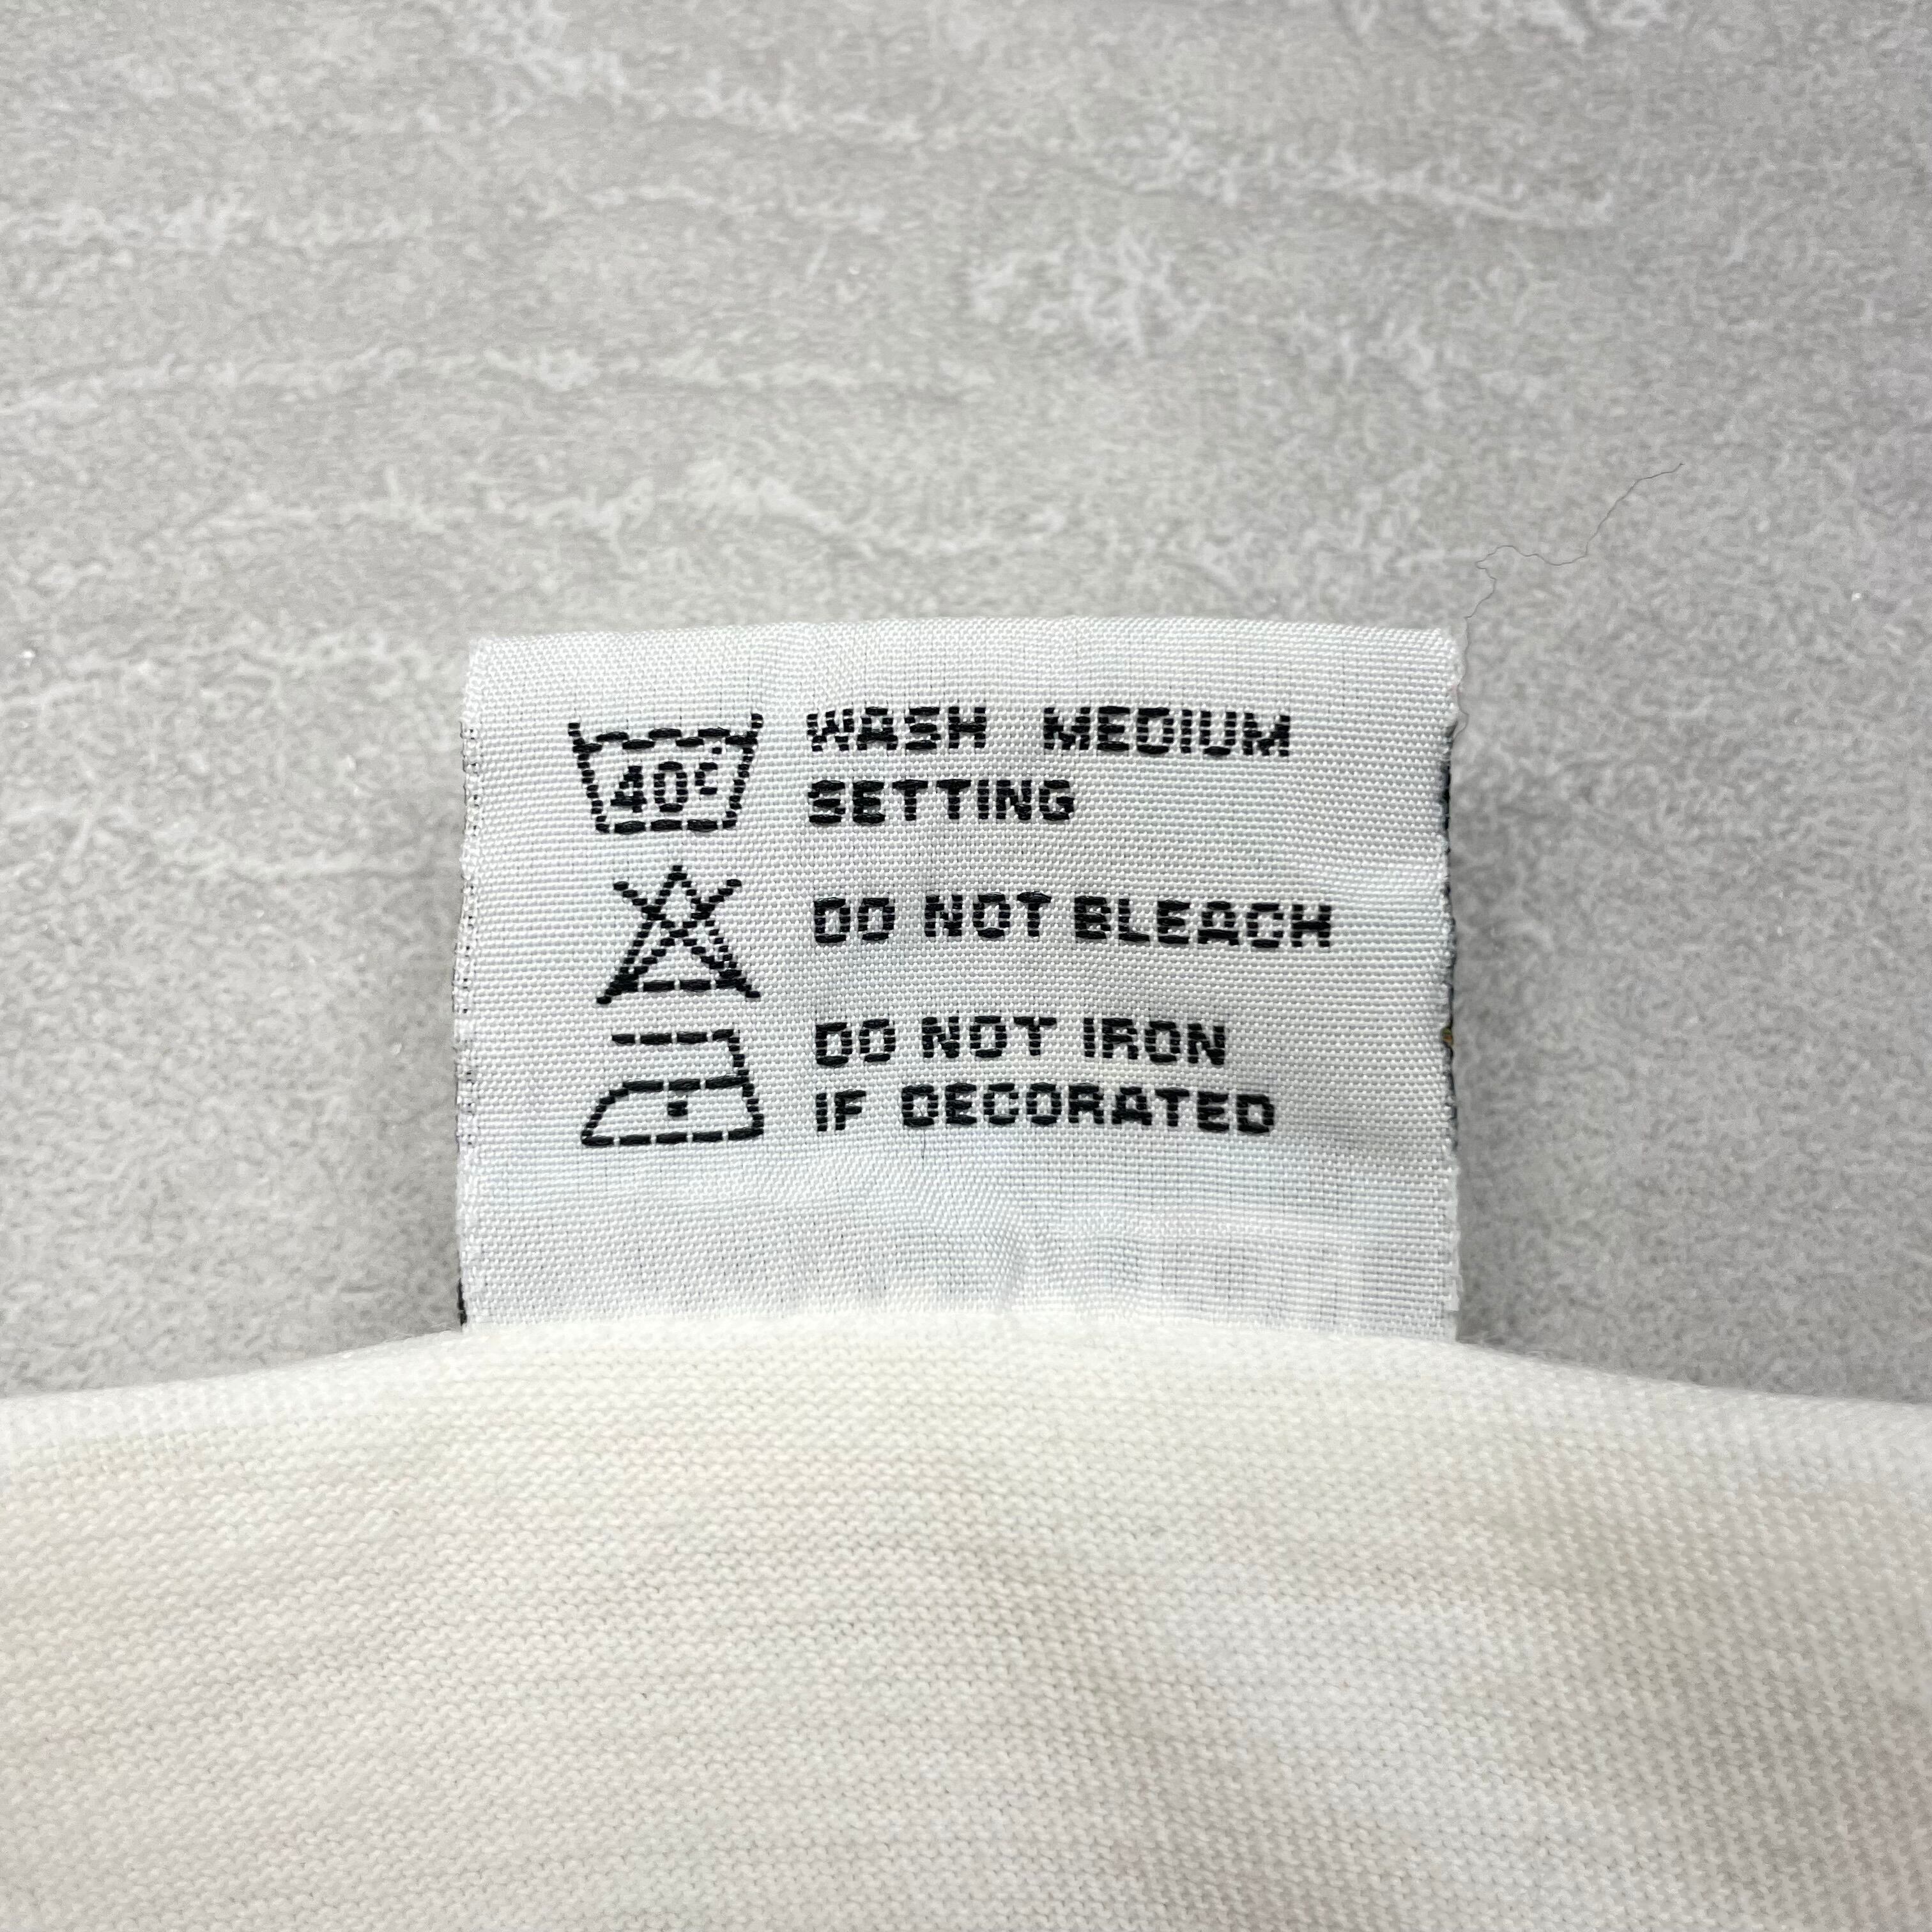 40°C WASH MEDIUM
SETTING
DO NOT BLEACH
DO NOT IRON
IF DECORATED